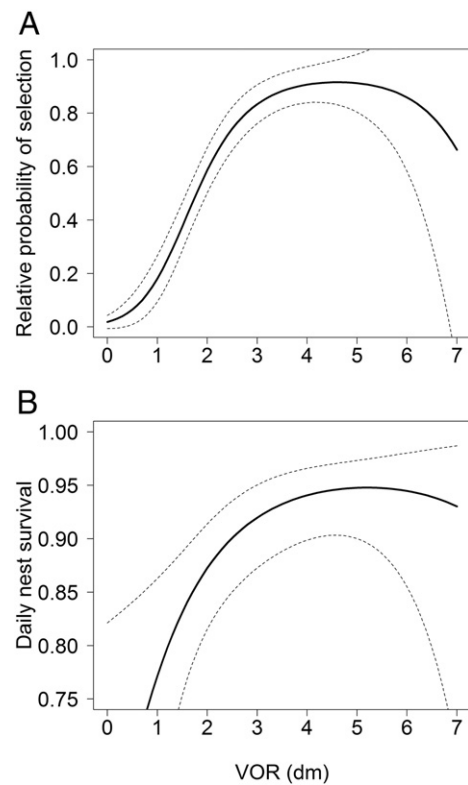 A
Relative probability of selection
1.0
0.8
0.6
0.4
0.2
0.0
0 1 2 3 4 5 6 7
B
Daily nest survival
1.00
0.95
0.90
0.85
0.80
0.75
0 1 2 3 4 5 6 7
VOR (dm)